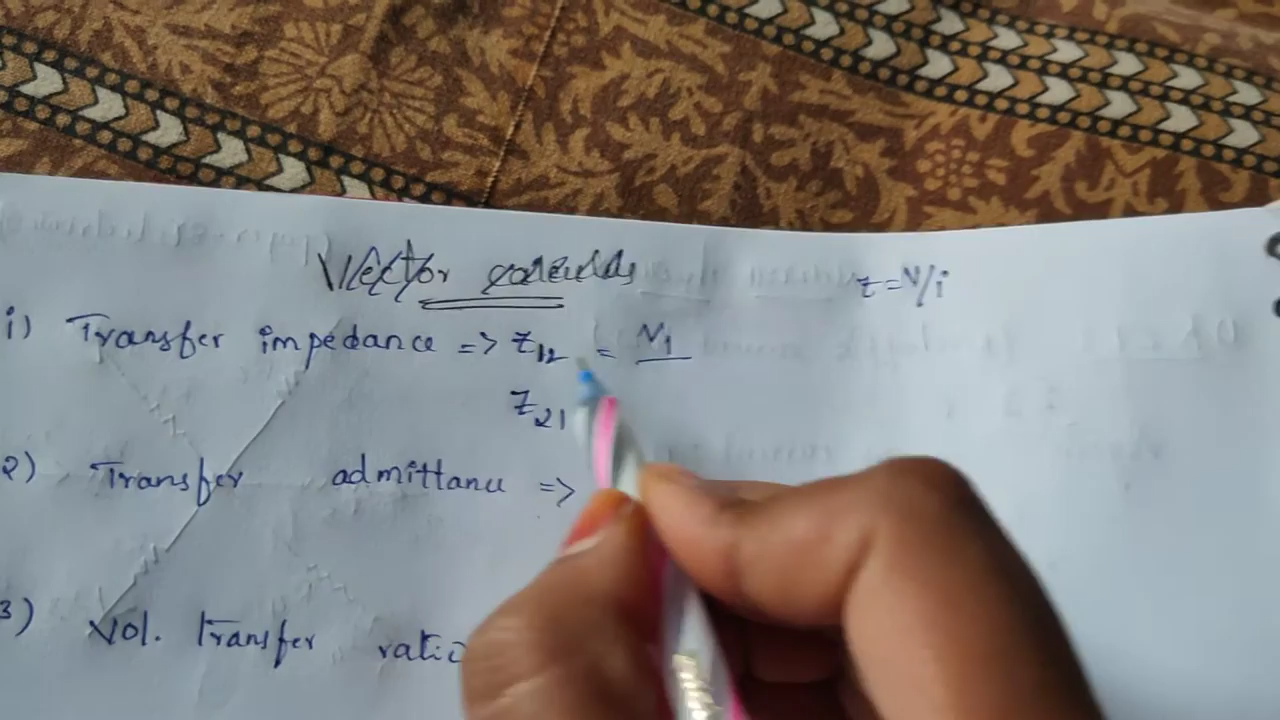 Vector calculus
z = V/i
i) Transfer impedance => Z12 = V1
Z21
2) Transfer admittance =>
3) Vol. transfer ratio